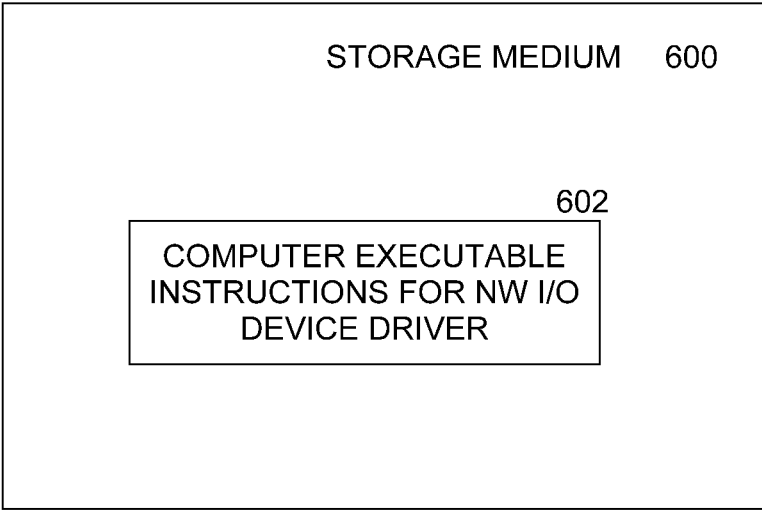 STORAGE MEDIUM 600
602
COMPUTER EXECUTABLE
INSTRUCTIONS FOR NW I/O
DEVICE DRIVER